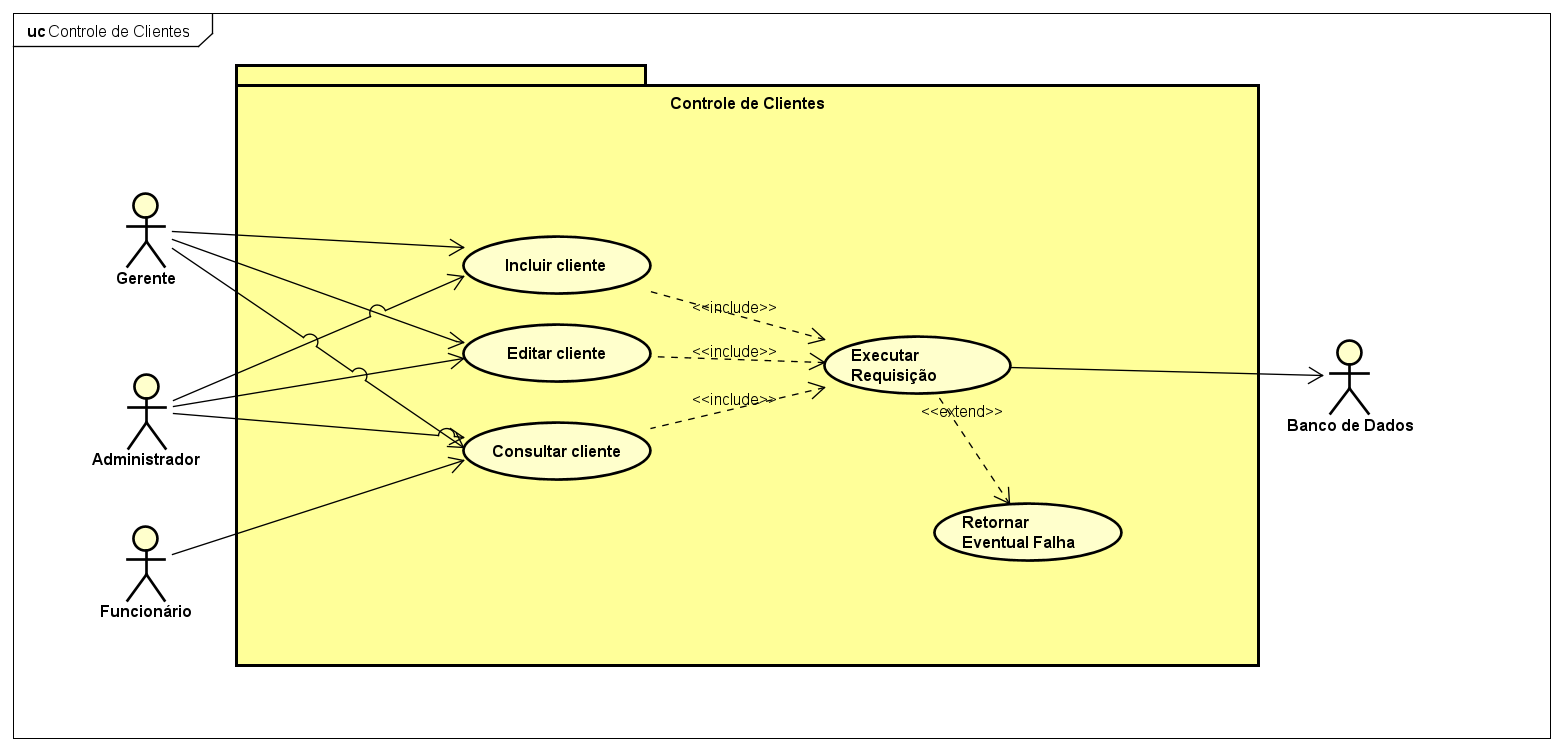 uc Controle de Clientes
Controle de Clientes
Gerente
Incluir cliente
<<include>>
Editar cliente
<<include>>
Executar
Requisição
Administrador
<<include>>
<<extend>>
Banco de Dados
Consultar cliente
Retornar
Eventual Falha
Funcionário